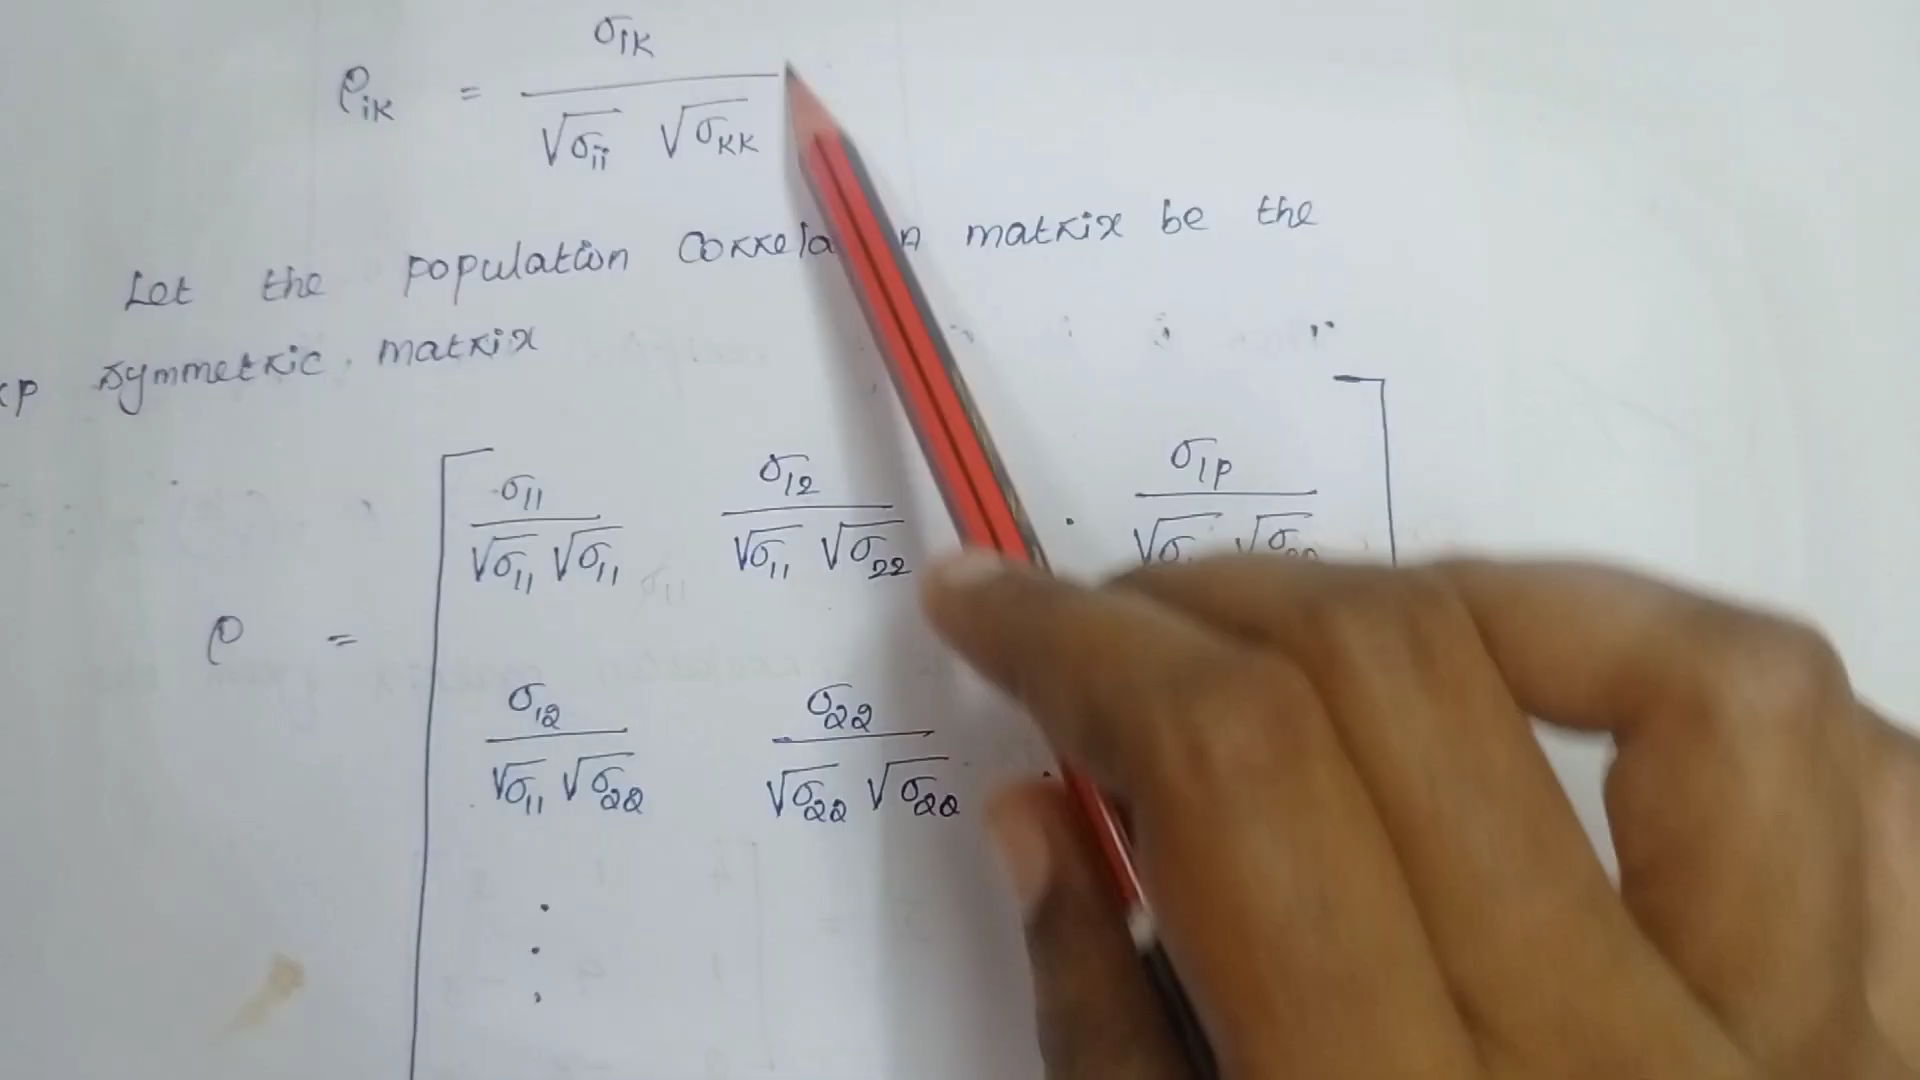 ρik = σik / √σii √σkk
Let the population matrix be the
symmetric matrix
σ11 / √σ11 √σ11   σ12 / √σ11 √σ22   .   σ1p
ρ =
σ12 / √σ11 √σ22   σ22 / √σ22 √σ22
.
.
.